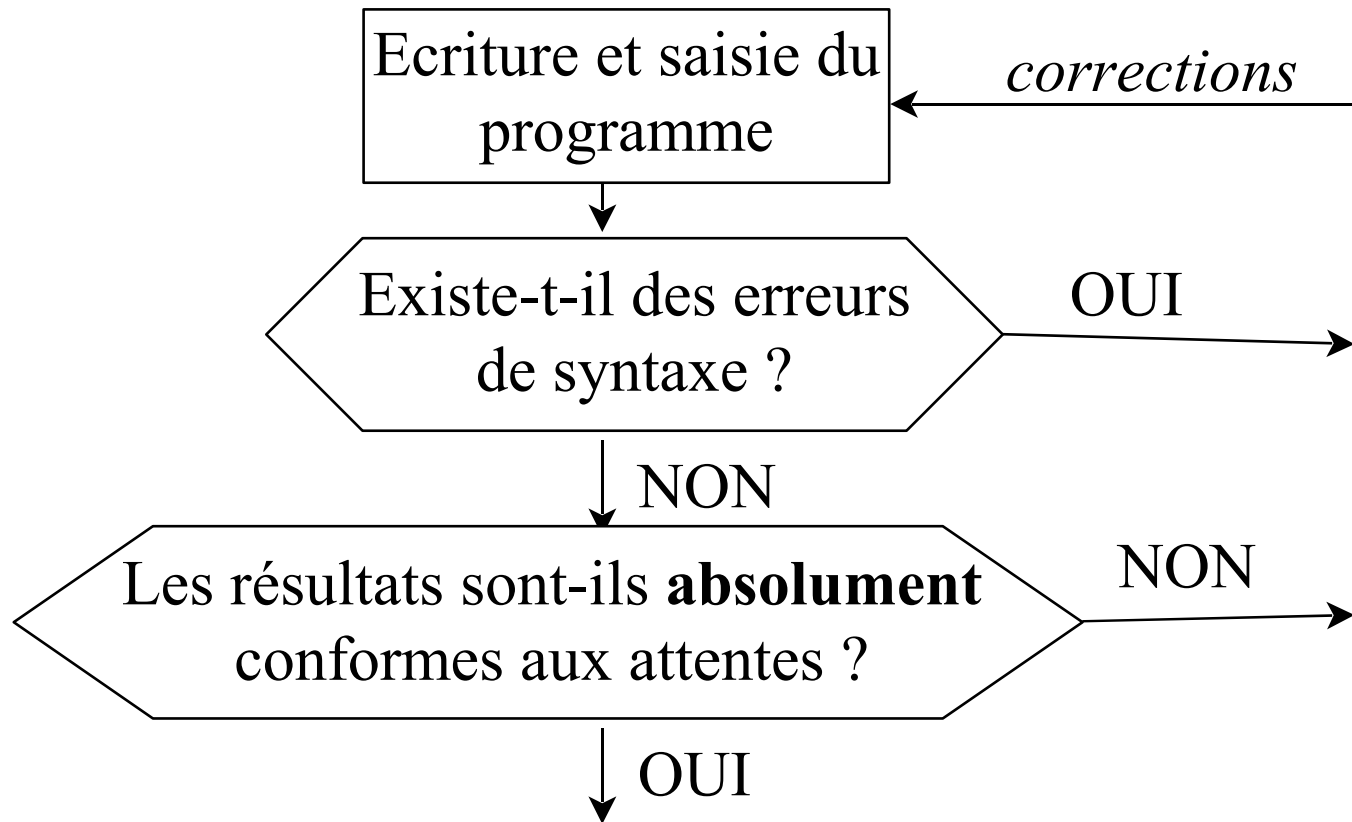 Ecriture et saisie du
programme
corrections
Existe-t-il des erreurs
de syntaxe ?
OUI
NON
Les résultats sont-ils absolument
conformes aux attentes ?
NON
OUI